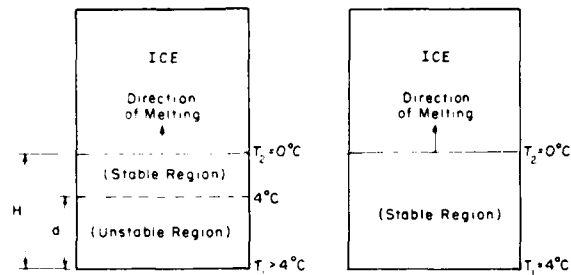 ICE
Direction
of Melting
T₂=0°C
(Stable Region)
4°C
H
d
(Unstable Region)
T₁>4°C
ICE
Direction
of Melting
T₂=0°C
(Stable Region)
T₁=4°C